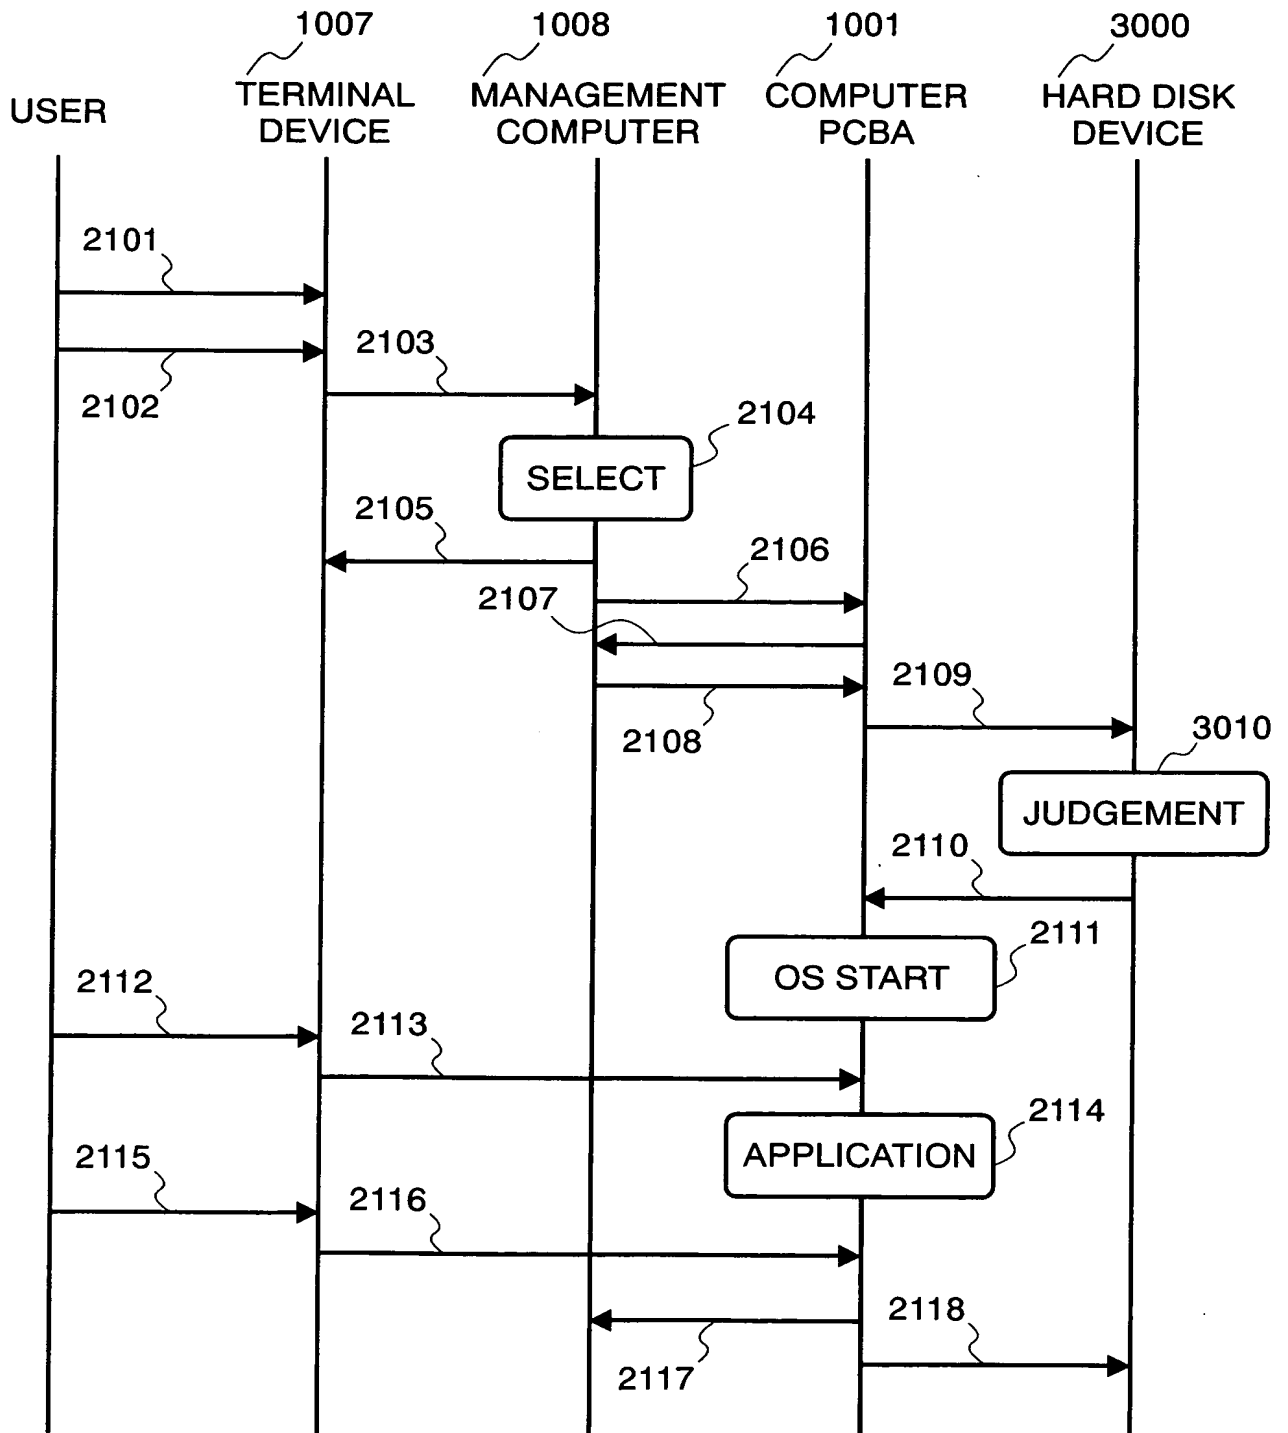 1007
1008
1001
3000
USER
TERMINAL
DEVICE
MANAGEMENT
COMPUTER
COMPUTER
PCBA
HARD DISK
DEVICE
2101
2102
2103
2104
SELECT
2105
2106
2107
2108
2109
3010
JUDGEMENT
2110
2111
OS START
2112
2113
2114
APPLICATION
2115
2116
2117
2118